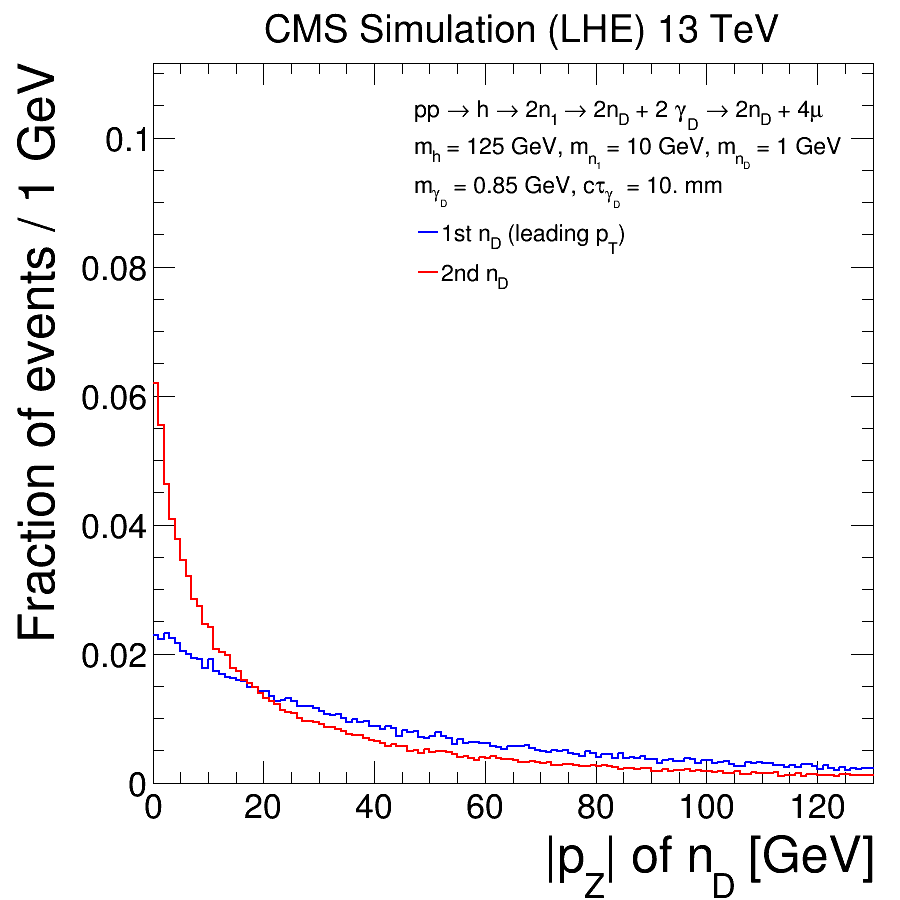 CMS Simulation (LHE) 13 TeV
Fraction of events / 1 GeV
pp → h → 2n1 → 2nD + 2 γD → 2nD + 4μ
mh = 125 GeV, mn1 = 10 GeV, mnD = 1 GeV
mγD = 0.85 GeV, cτγD = 10. mm
1st nD (leading pT)
2nd nD
0.1
0.08
0.06
0.04
0.02
0
0 20 40 60 80 100 120
|pZ| of nD [GeV]